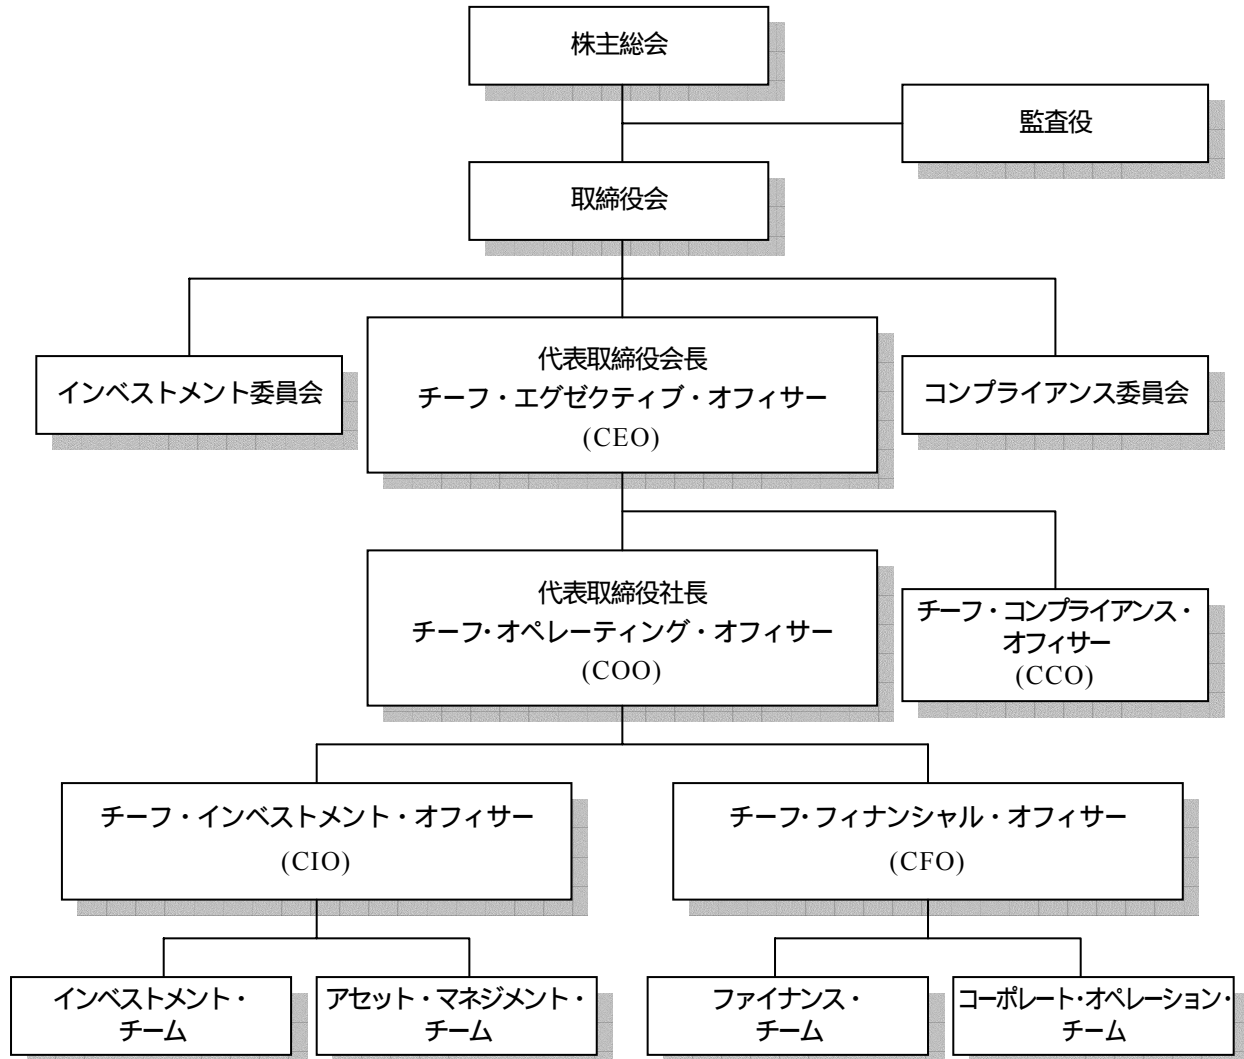 株主総会
監査役
取締役会
インベストメント委員会
代表取締役会長
チーフ・エグゼクティブ・オフィサー
(CEO)
コンプライアンス委員会
代表取締役社長
チーフ・オペレーティング・オフィサー
(COO)
チーフ・コンプライアンス・
オフィサー
(CCO)
チーフ・インベストメント・オフィサー
(CIO)
チーフ・フィナンシャル・オフィサー
(CFO)
インベストメント・
チーム
アセット・マネジメント・
チーム
ファイナンス・
チーム
コーポレート・オペレーション・
チーム